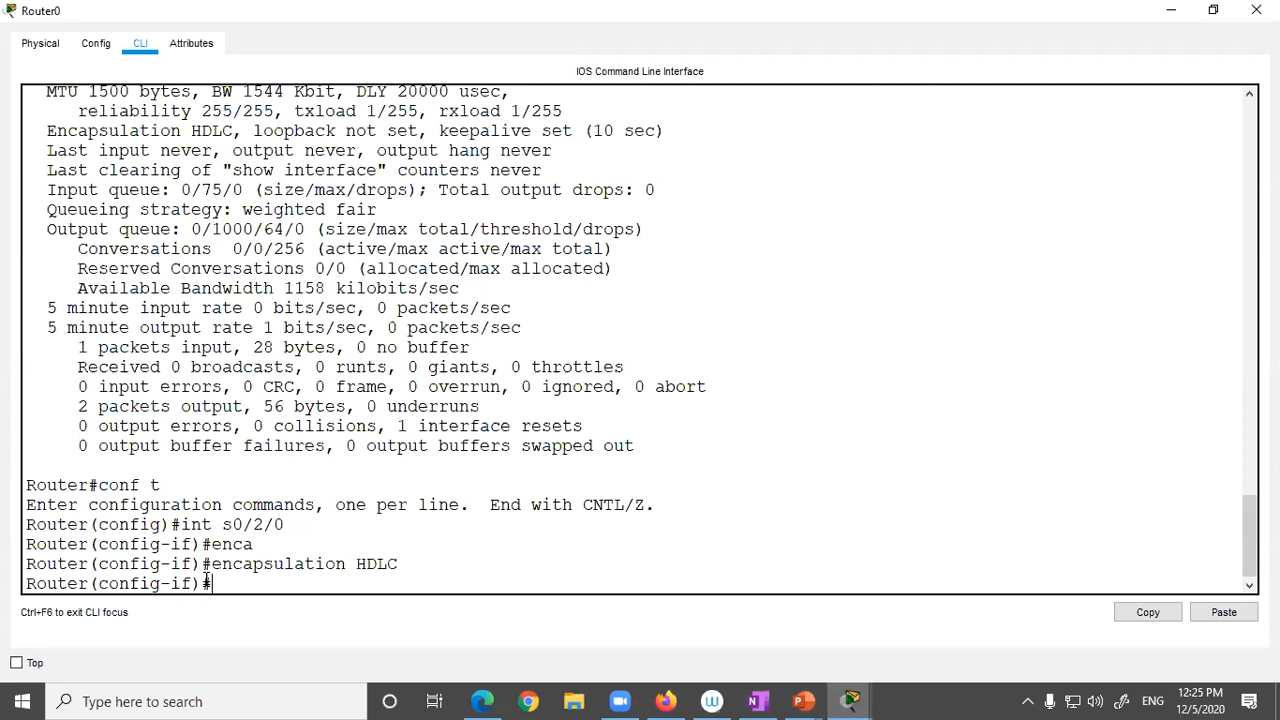 Router0
Physical Config CLI Attributes
IOS Command Line Interface
MTU 1500 bytes, BW 1544 Kbit, DLY 20000 usec,
reliability 255/255, txload 1/255, rxload 1/255
Encapsulation HDLC, loopback not set, keepalive set (10 sec)
Last input never, output never, output hang never
Last clearing of "show interface" counters never
Input queue: 0/75/0 (size/max/drops); Total output drops: 0
Queueing strategy: weighted fair
Output queue: 0/1000/64/0 (size/max total/threshold/drops)
Conversations  0/0/256 (active/max active/max total)
Reserved Conversations 0/0 (allocated/max allocated)
Available Bandwidth 1158 kilobits/sec
5 minute input rate 0 bits/sec, 0 packets/sec
5 minute output rate 1 bits/sec, 0 packets/sec
1 packets input, 28 bytes, 0 no buffer
Received 0 broadcasts, 0 runts, 0 giants, 0 throttles
0 input errors, 0 CRC, 0 frame, 0 overrun, 0 ignored, 0 abort
2 packets output, 56 bytes, 0 underruns
0 output errors, 0 collisions, 1 interface resets
0 output buffer failures, 0 output buffers swapped out
Router#conf t
Enter configuration commands, one per line.  End with CNTL/Z.
Router(config)#int s0/2/0
Router(config-if)#enca
Router(config-if)#encapsulation HDLC
Router(config-if)#
Ctrl+F6 to exit CLI focus
Copy Paste
Top
Type here to search
ENG
12:25 PM
12/5/2020